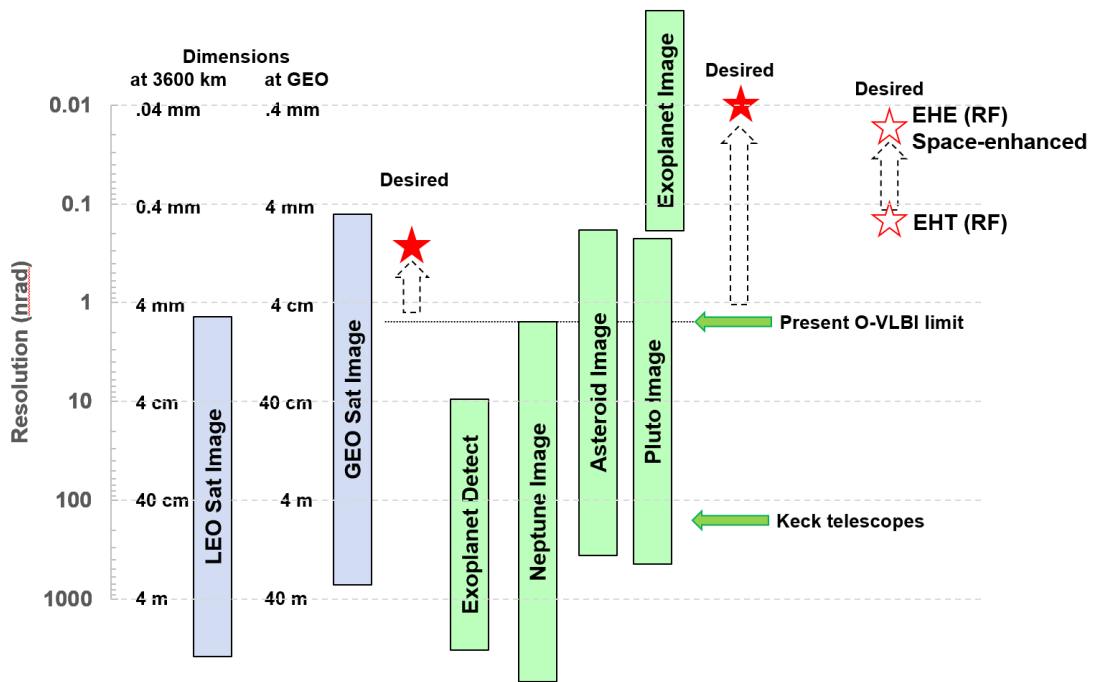 Dimensions
at 3600 km
at GEO
Desired
Desired
Desired
0.01
.04 mm
.4 mm
EHE (RF)
Space-enhanced
0.1
0.4 mm
4 mm
EHT (RF)
1
4 mm
4 cm
Present O-VLBI limit
10
4 cm
40 cm
100
40 cm
4 m
Keck telescopes
1000
4 m
40 m
Resolution (nrad)
LEO Sat Image
GEO Sat Image
Exoplanet Detect
Neptune Image
Asteroid Image
Pluto Image
Exoplanet Image